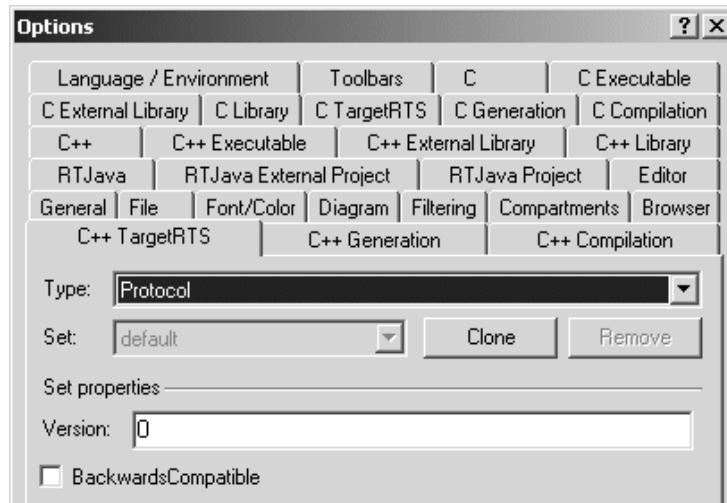 Options
Language / Environment Toolbars C C Executable
C External Library C Library C TargetRTS C Generation C Compilation
C++ C++ Executable C++ External Library C++ Library
RTJava RTJava External Project RTJava Project Editor
General File Font/Color Diagram Filtering Compartments Browser
C++ TargetRTS C++ Generation C++ Compilation
Type: Protocol
Set: default Clone Remove
Set properties
Version: 0
BackwardsCompatible